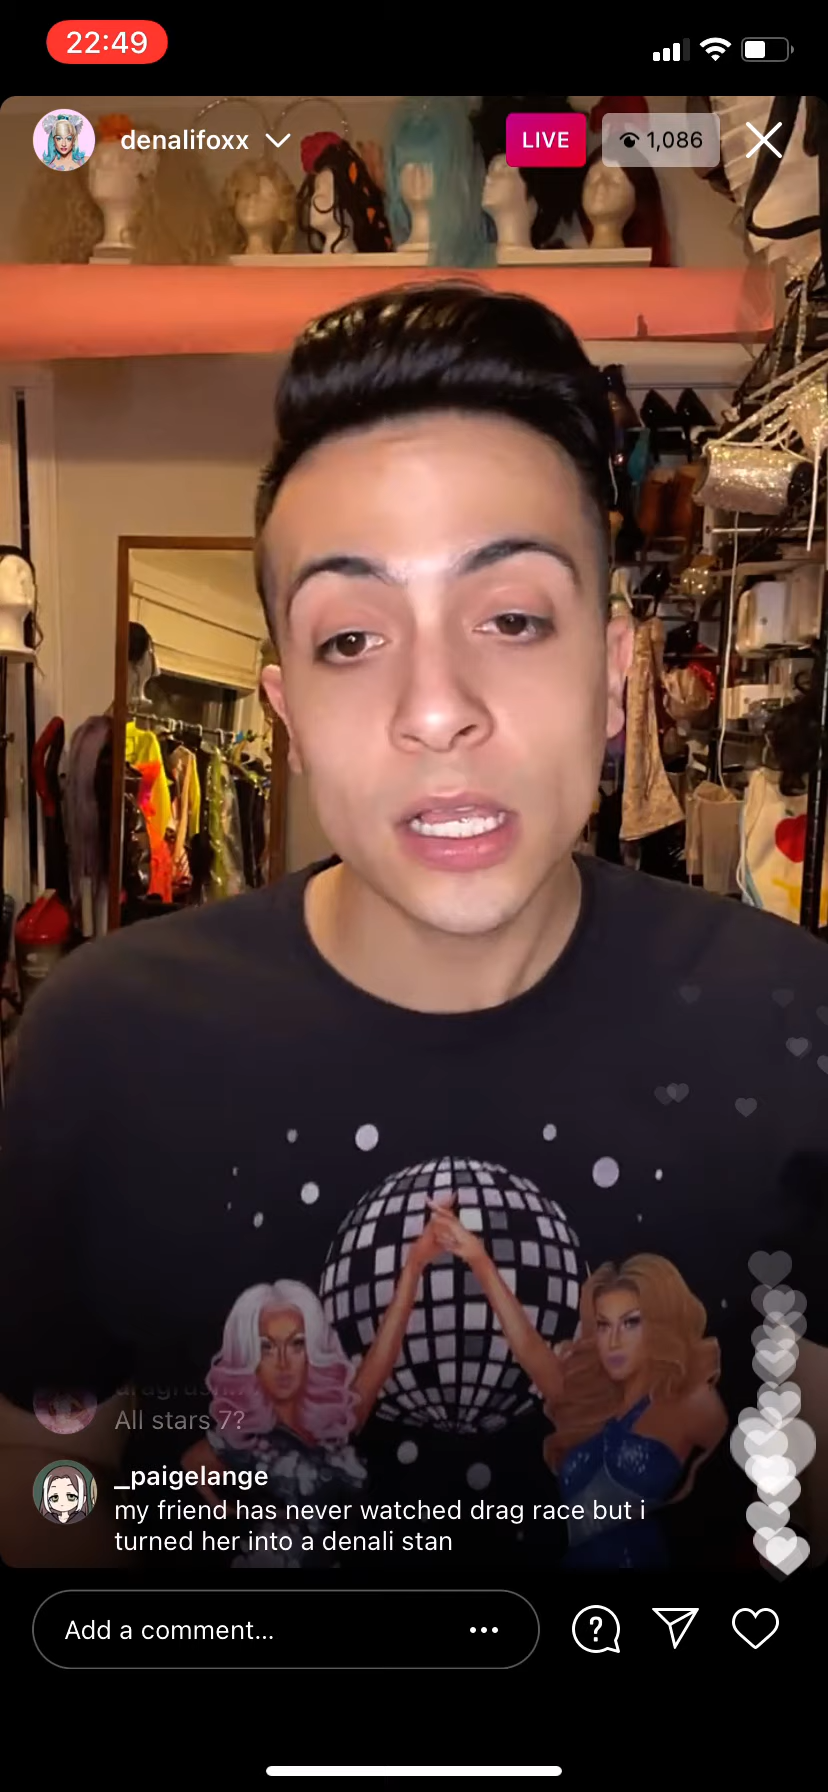 22:49
denalifoxx
LIVE
1,086
All stars 7?
_paigelange
my friend has never watched drag race but i
turned her into a denali stan
Add a comment...